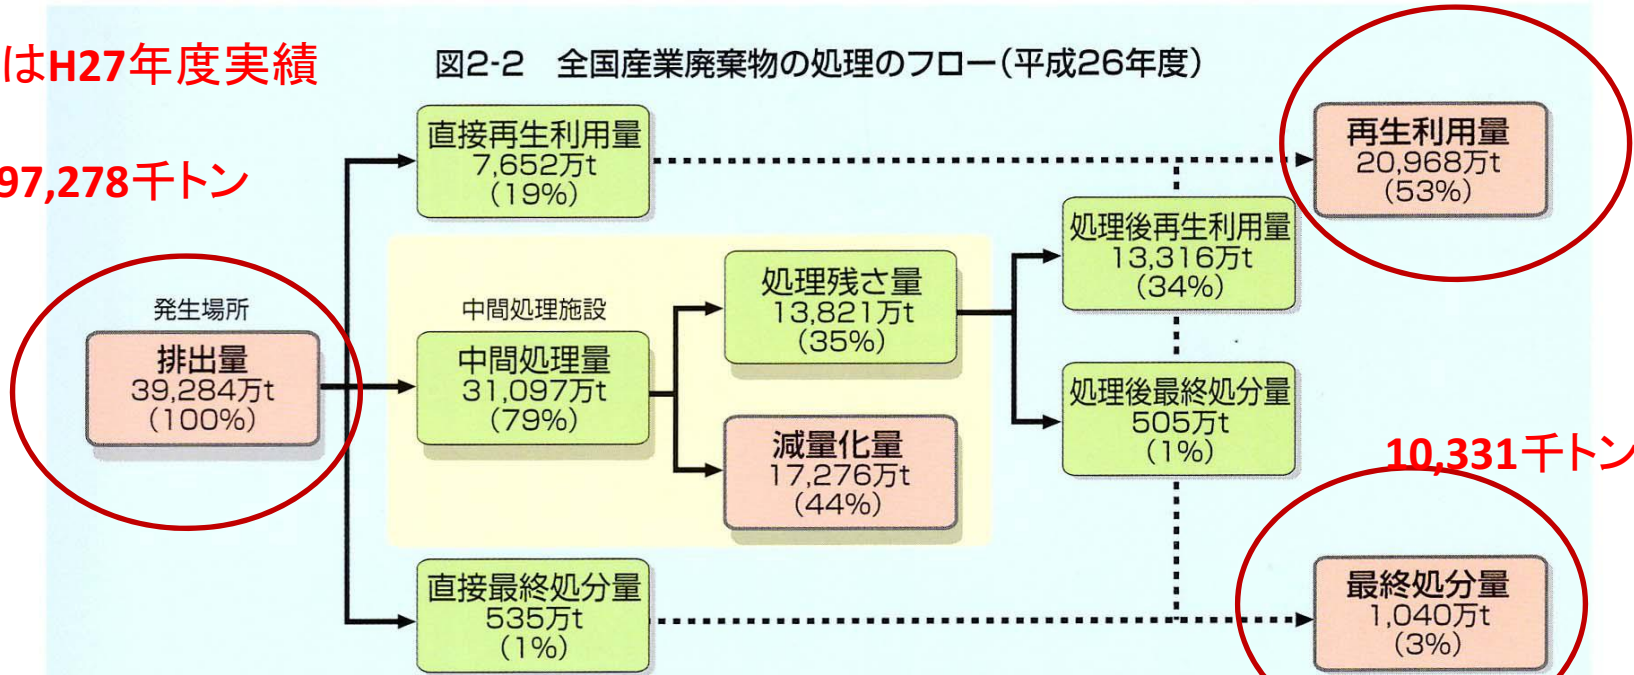 はH27年度実績
図2-2 全国産業廃棄物の処理のフロー(平成26年度)
97,278千トン
発生場所
排出量
39,284万t
(100%)
直接再生利用量
7,652万t
(19%)
中間処理施設
中間処理量
31,097万t
(79%)
処理残さ量
13,821万t
(35%)
減量化量
17,276万t
(44%)
直接最終処分量
535万t
(1%)
処理後再生利用量
13,316万t
(34%)
処理後最終処分量
505万t
(1%)
再生利用量
20,968万t
(53%)
10,331千トン
最終処分量
1,040万t
(3%)